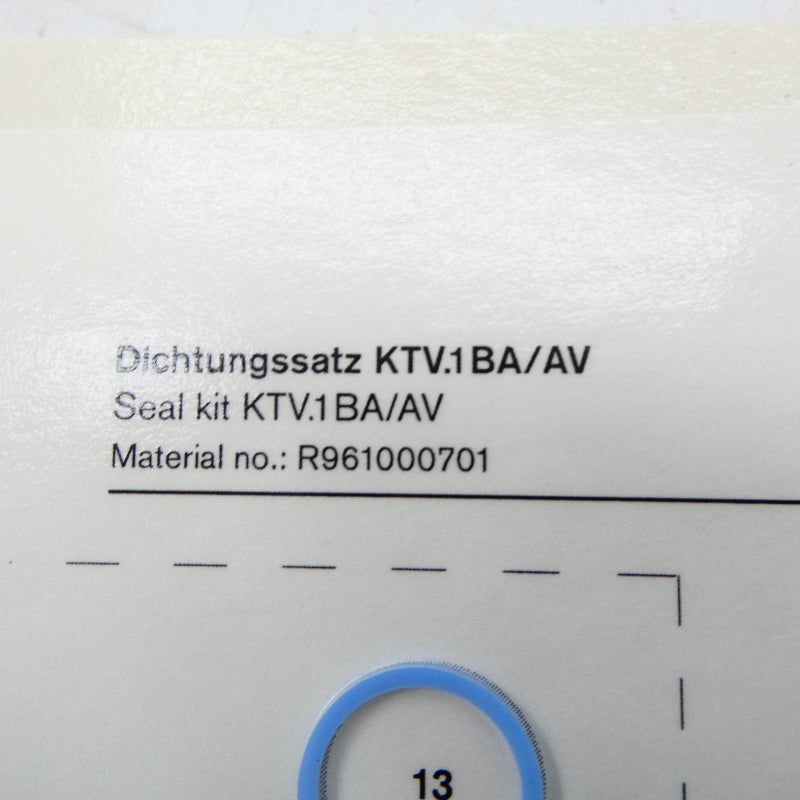 Dichtungssatz KTV.1BA/AV
Seal kit KTV.1BA/AV
Material no.: R961000701
13